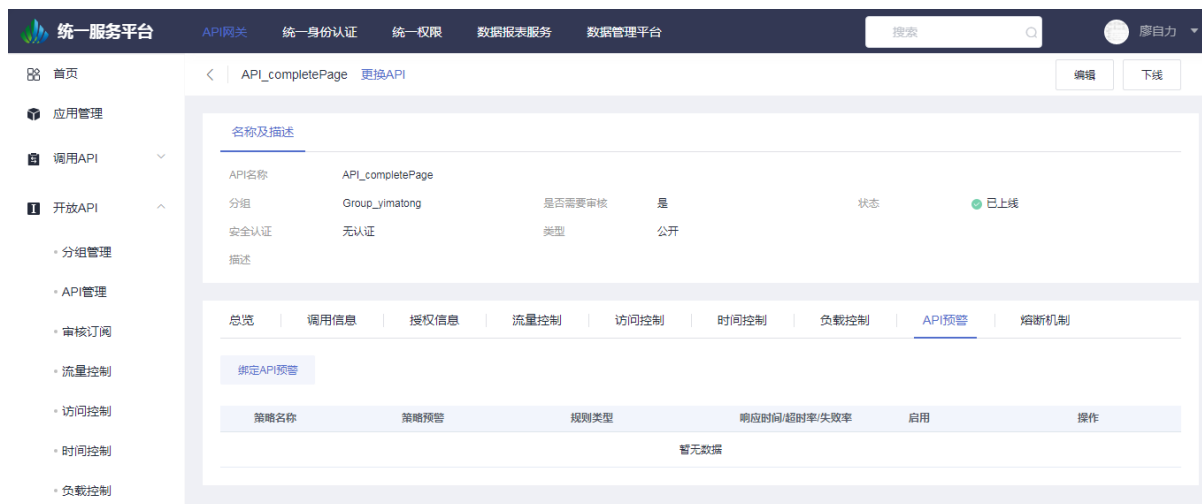 统一服务平台 API网关 统一身份认证 统一权限 数据报表服务 数据管理平台 搜索 廖自力
首页
API_completePage 更换API 编辑 下线
应用管理
名称及描述
调用API
API名称 API_completePage
开放API
分组 Group_yimatong 是否需要审核 是 状态 已上线
安全认证 无认证 类型 公开
分组管理
描述
API管理
总览 调用信息 授权信息 流量控制 访问控制 时间控制 负载控制 API预警 熔断机制
审核订阅
流量控制
绑定API预警
访问控制
策略名称 策略预警 规则类型 响应时间/超时率/失败率 启用 操作
时间控制
暂无数据
负载控制